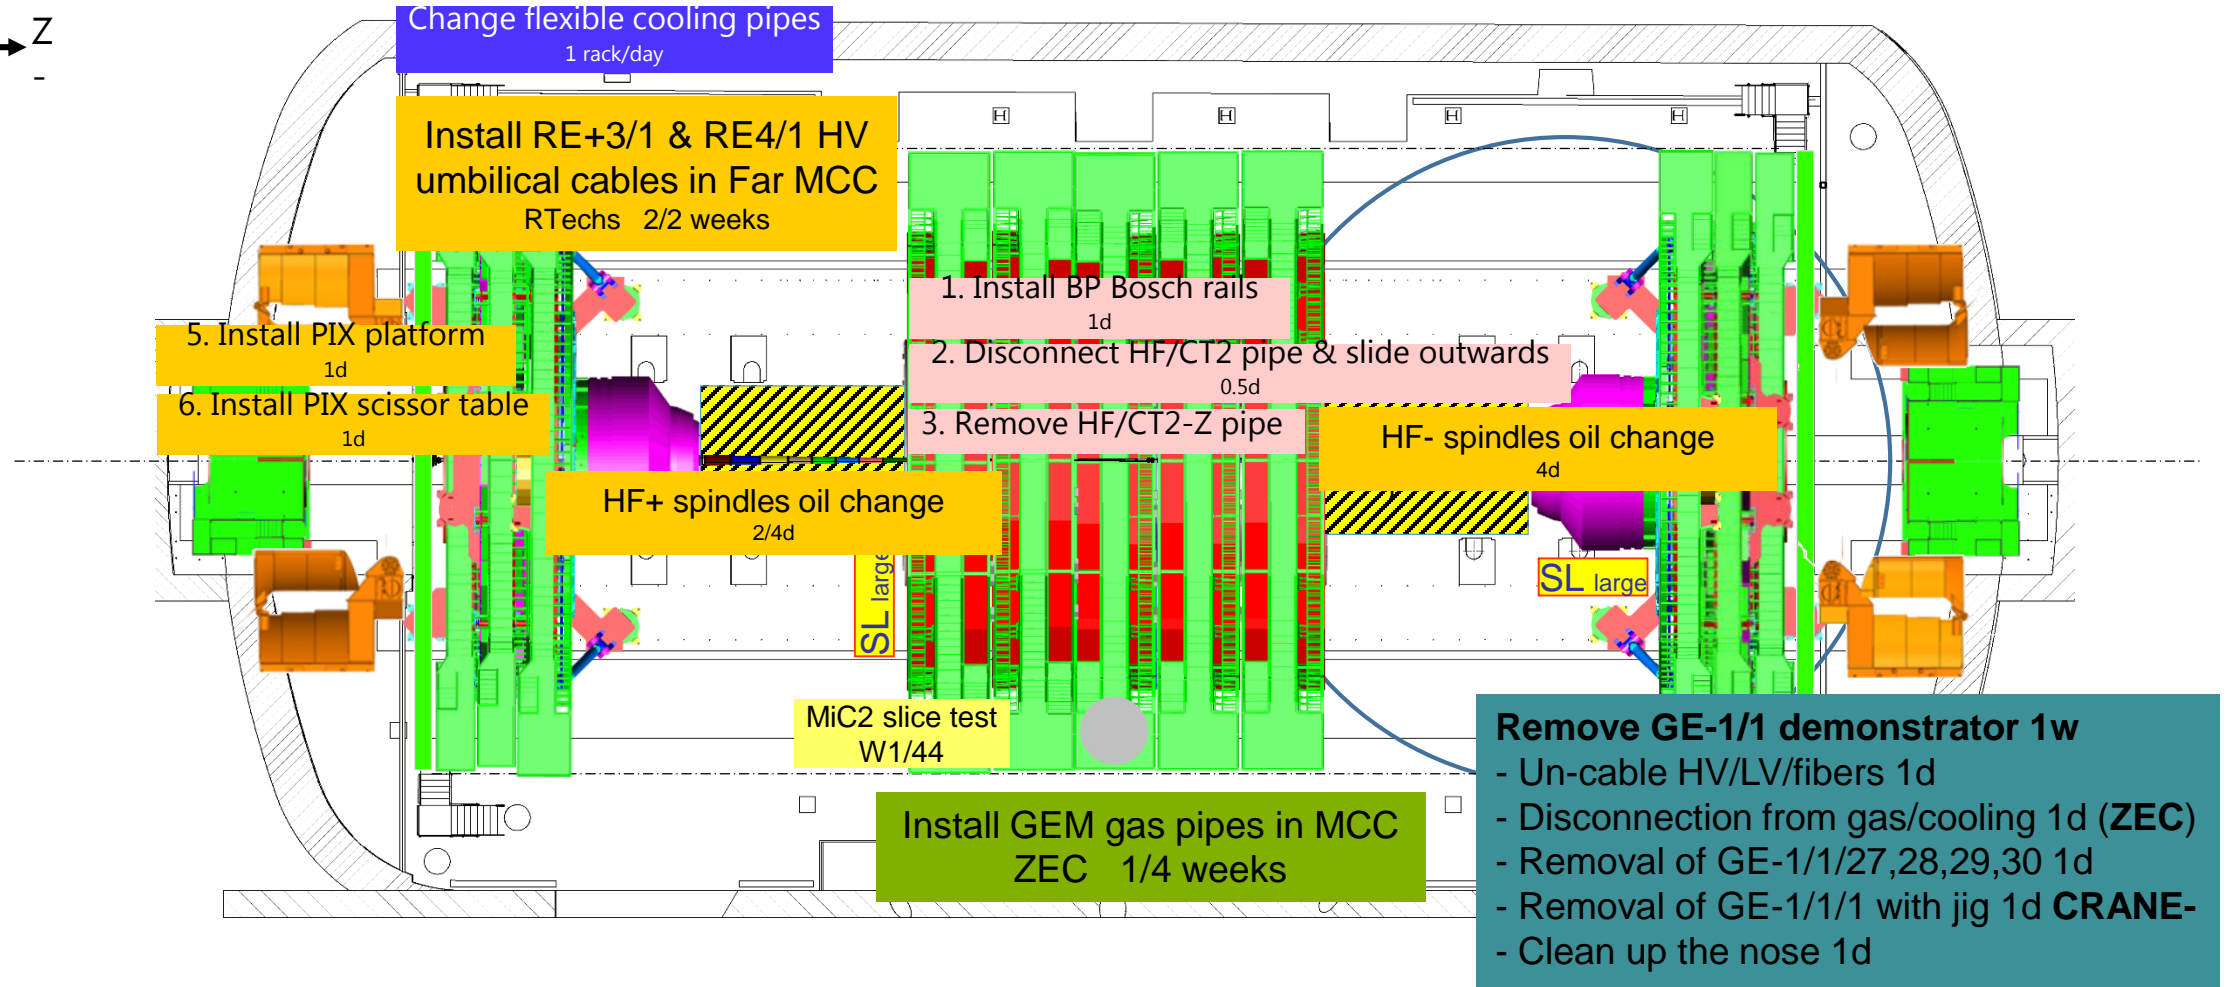 Z
-
Change flexible cooling pipes
1 rack/day
Install RE+3/1 & RE4/1 HV
umbilical cables in Far MCC
RTechs 2/2 weeks
H
H
H
H
1. Install BP Bosch rails
1d
5. Install PIX platform
1d
2. Disconnect HF/CT2 pipe & slide outwards
0.5d
6. Install PIX scissor table
1d
3. Remove HF/CT2-Z pipe
HF- spindles oil change
4d
HF+ spindles oil change
2/4d
SL large
SL large
MiC2 slice test
W1/44
Install GEM gas pipes in MCC
ZEC 1/4 weeks
Remove GE-1/1 demonstrator 1w
- Un-cable HV/LV/fibers 1d
- Disconnection from gas/cooling 1d (ZEC)
- Removal of GE-1/1/27,28,29,30 1d
- Removal of GE-1/1/1 with jig 1d CRANE-
- Clean up the nose 1d